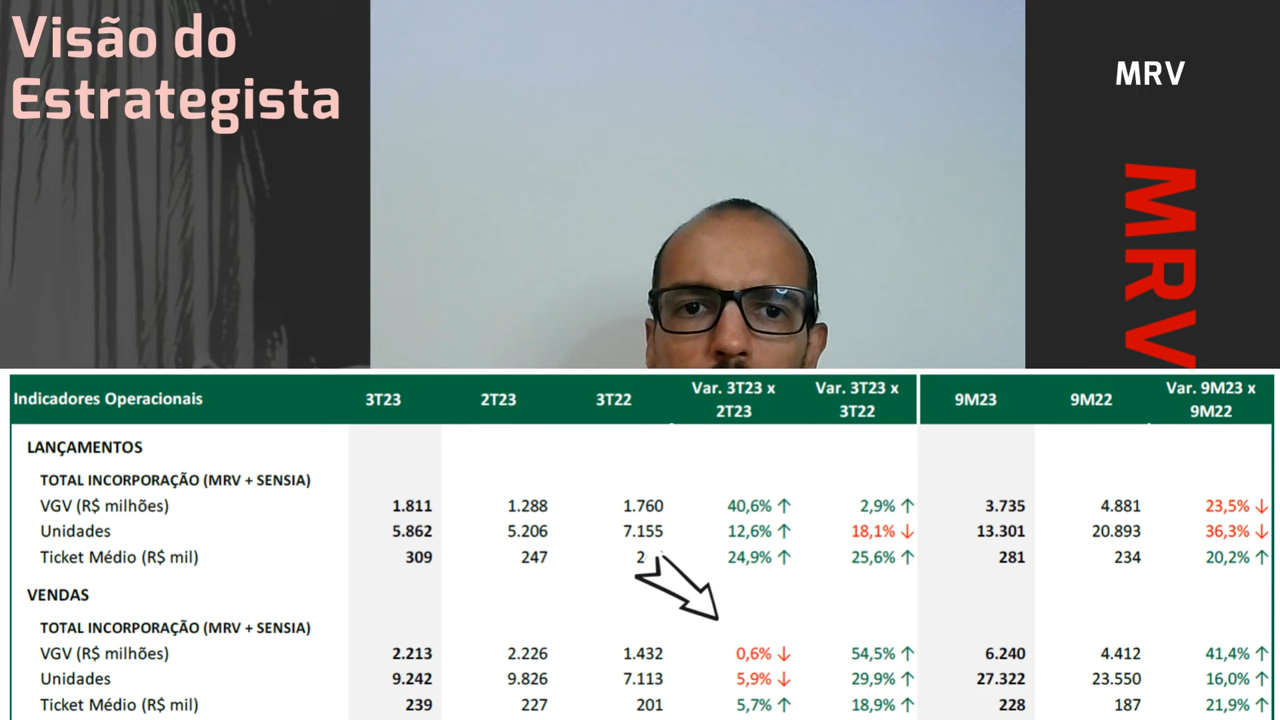 Visão do
Estrategista
MRV
MRV
Indicadores Operacionais 3T23 2T23 3T22 Var. 3T23 x 2T23 Var. 3T23 x 3T22 9M23 9M22 Var. 9M23 x 9M22
LANÇAMENTOS
TOTAL INCORPORAÇÃO (MRV + SENSIA)
VGV (R$ milhões) 1.811 1.288 1.760 40,6% ↑ 2,9% ↑ 3.735 4.881 23,5% ↓
Unidades 5.862 5.206 7.155 12,6% ↑ 18,1% ↓ 13.301 20.893 36,3% ↓
Ticket Médio (R$ mil) 309 247 24,9% ↑ 25,6% ↑ 281 234 20,2% ↑
VENDAS
TOTAL INCORPORAÇÃO (MRV + SENSIA)
VGV (R$ milhões) 2.213 2.226 1.432 0,6% ↓ 54,5% ↑ 6.240 4.412 41,4% ↑
Unidades 9.242 9.826 7.113 5,9% ↓ 29,9% ↑ 27.322 23.550 16,0% ↑
Ticket Médio (R$ mil) 239 227 201 5,7% ↑ 18,9% ↑ 228 187 21,9% ↑